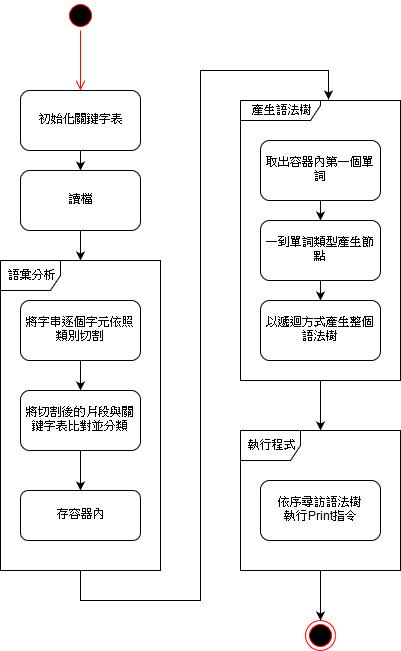 初始化關鍵字表
讀檔
語彙分析
將字串逐個字元依照
類別切割
將切割後的片段與關
鍵字表比對並分類
存容器內
產生語法樹
取出容器內第一個單
詞
一到單詞類型產生節
點
以遞迴方式產生整個
語法樹
執行程式
依序尋訪語法樹
執行Print指令